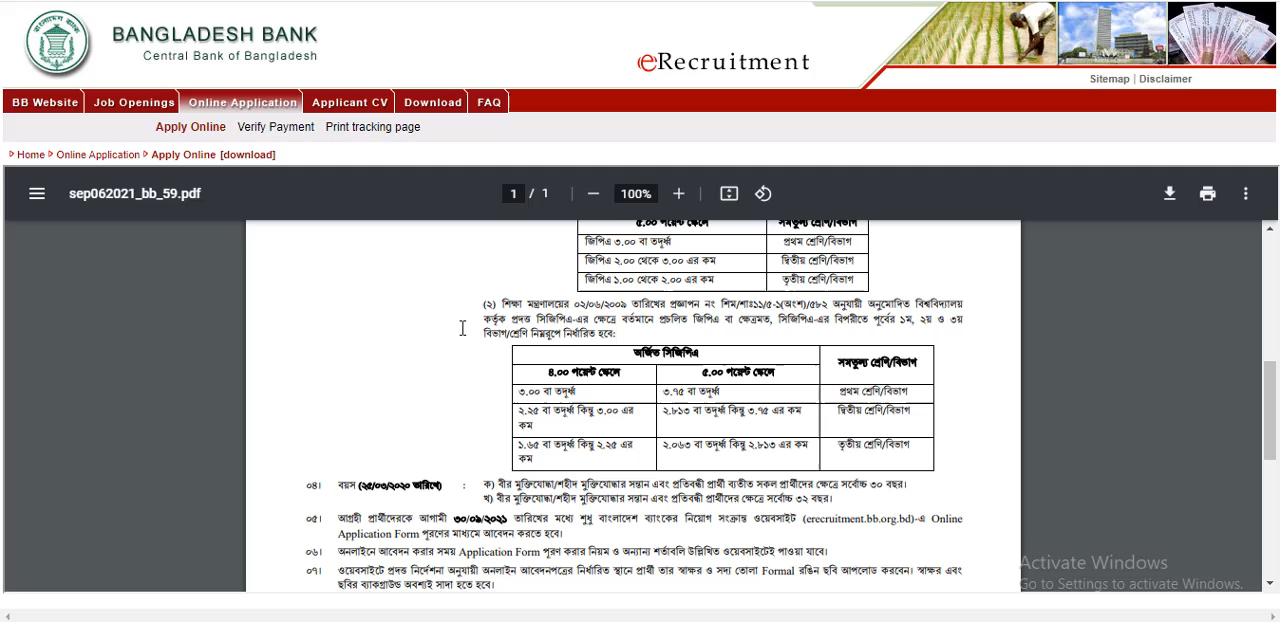 BANGLADESH BANK
Central Bank of Bangladesh
eRecruitment
Sitemap | Disclaimer
BB Website Job Openings Online Application Applicant CV Download FAQ
Apply Online Verify Payment Print tracking page
Home Online Application Apply Online [download]
sep062021_bb_59.pdf 1 / 1 100%
৫.০০ পয়েন্ট স্কেলে সমতুল্য শ্রেণি/বিভাগ
জিপিএ ৩.০০ বা তদূর্ধ্ব প্রথম শ্রেণি/বিভাগ
জিপিএ ২.০০ থেকে ৩.০০ এর কম দ্বিতীয় শ্রেণি/বিভাগ
জিপিএ ১.০০ থেকে ২.০০ এর কম তৃতীয় শ্রেণি/বিভাগ
(২) শিক্ষা মন্ত্রণালয়ের ০২/০৬/২০০৯ তারিখের প্রজ্ঞাপন নং শিম/শাঃ১১/৫-১(অংশ)/৫৮২ অনুযায়ী অনুমোদিত বিশ্ববিদ্যালয়
কর্তৃক প্রদত্ত সিজিপিএ-এর ক্ষেত্রে বর্তমানে প্রচলিত জিপিএ বা ক্ষেত্রমত, সিজিপিএ-এর বিপরীতে পূর্বের ১ম, ২য় ও ৩য়
বিভাগ/শ্রেণি নিম্নরূপে নির্ধারিত হবে:
অর্জিত সিজিপিএ সমতুল্য শ্রেণি/বিভাগ
৪.০০ পয়েন্ট স্কেলে ৫.০০ পয়েন্ট স্কেলে
৩.০০ বা তদূর্ধ্ব ৩.৭৫ বা তদূর্ধ্ব প্রথম শ্রেণি/বিভাগ
২.২৫ বা তদূর্ধ্ব কিন্তু ৩.০০ এর ২.৮১৩ বা তদূর্ধ্ব কিন্তু ৩.৭৫ এর কম দ্বিতীয় শ্রেণি/বিভাগ
কম
১.৬৫ বা তদূর্ধ্ব কিন্তু ২.২৫ এর ২.০৬৩ বা তদূর্ধ্ব কিন্তু ২.৮১৩ এর কম তৃতীয় শ্রেণি/বিভাগ
কম
০৪। বয়স (২৫/০৩/২০২০ তারিখে) : ক) বীর মুক্তিযোদ্ধা/শহীদ মুক্তিযোদ্ধার সন্তান এবং প্রতিবন্ধী প্রার্থী ব্যতীত সকল প্রার্থীদের ক্ষেত্রে সর্বোচ্চ ৩০ বছর।
খ) বীর মুক্তিযোদ্ধা/শহীদ মুক্তিযোদ্ধার সন্তান এবং প্রতিবন্ধী প্রার্থীদের ক্ষেত্রে সর্বোচ্চ ৩২ বছর।
০৫। আগ্রহী প্রার্থীদেরকে আগামী ৩০/০৯/২০২১ তারিখের মধ্যে শুধু বাংলাদেশ ব্যাংকের নিয়োগ সংক্রান্ত ওয়েবসাইট (erecruitment.bb.org.bd)-এ Online
Application Form পূরণের মাধ্যমে আবেদন করতে হবে।
০৬। অনলাইনে আবেদন করার সময় Application Form পূরণ করার নিয়ম ও অন্যান্য শর্তাবলি উল্লিখিত ওয়েবসাইটেই পাওয়া যাবে।
০৭। ওয়েবসাইটে প্রদত্ত নির্দেশনা অনুযায়ী অনলাইন আবেদনপত্রের নির্ধারিত স্থানে প্রার্থী তার স্বাক্ষর ও সদ্য তোলা Formal রঙিন ছবি আপলোড করবেন। স্বাক্ষর এবং
ছবির ব্যাকগ্রাউন্ড অবশ্যই সাদা হতে হবে।
Activate Windows
Go to Settings to activate Windows.